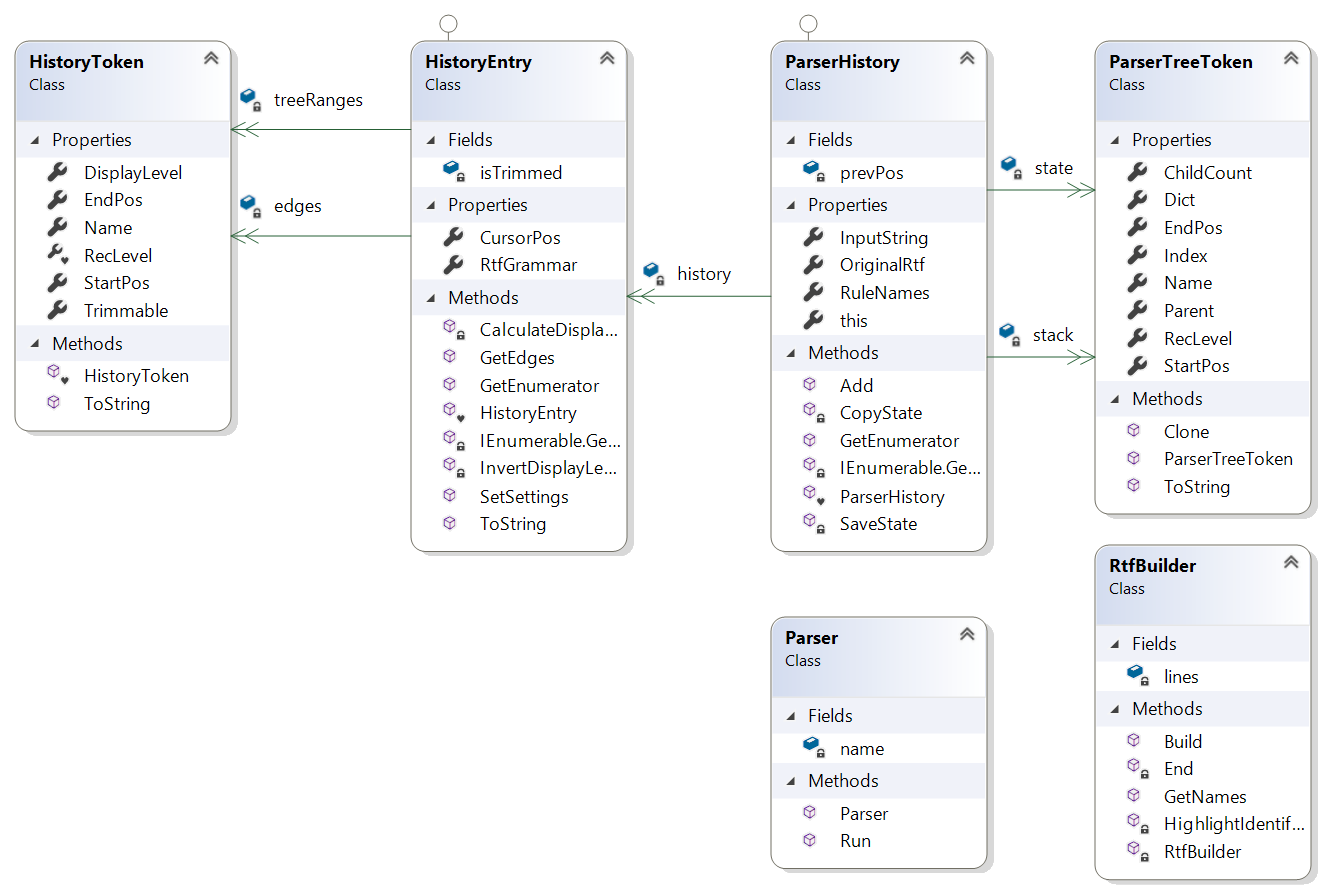 HistoryToken
Class
Properties
DisplayLevel
EndPos
Name
RecLevel
StartPos
Trimmable
Methods
HistoryToken
ToString
treeRanges
edges
HistoryEntry
Class
Fields
isTrimmed
Properties
CursorPos
RtfGrammar
Methods
CalculateDispla...
GetEdges
GetEnumerator
HistoryEntry
IEnumerable.Ge...
InvertDisplayLe...
SetSettings
ToString
history
ParserHistory
Class
Fields
prevPos
Properties
InputString
OriginalRtf
RuleNames
this
Methods
Add
CopyState
GetEnumerator
IEnumerable.Ge...
ParserHistory
SaveState
state
stack
ParserTreeToken
Class
Properties
ChildCount
Dict
EndPos
Index
Name
Parent
RecLevel
StartPos
Methods
Clone
ParserTreeToken
ToString
Parser
Class
Fields
name
Methods
Parser
Run
RtfBuilder
Class
Fields
lines
Methods
Build
End
GetNames
HighlightIdentif...
RtfBuilder